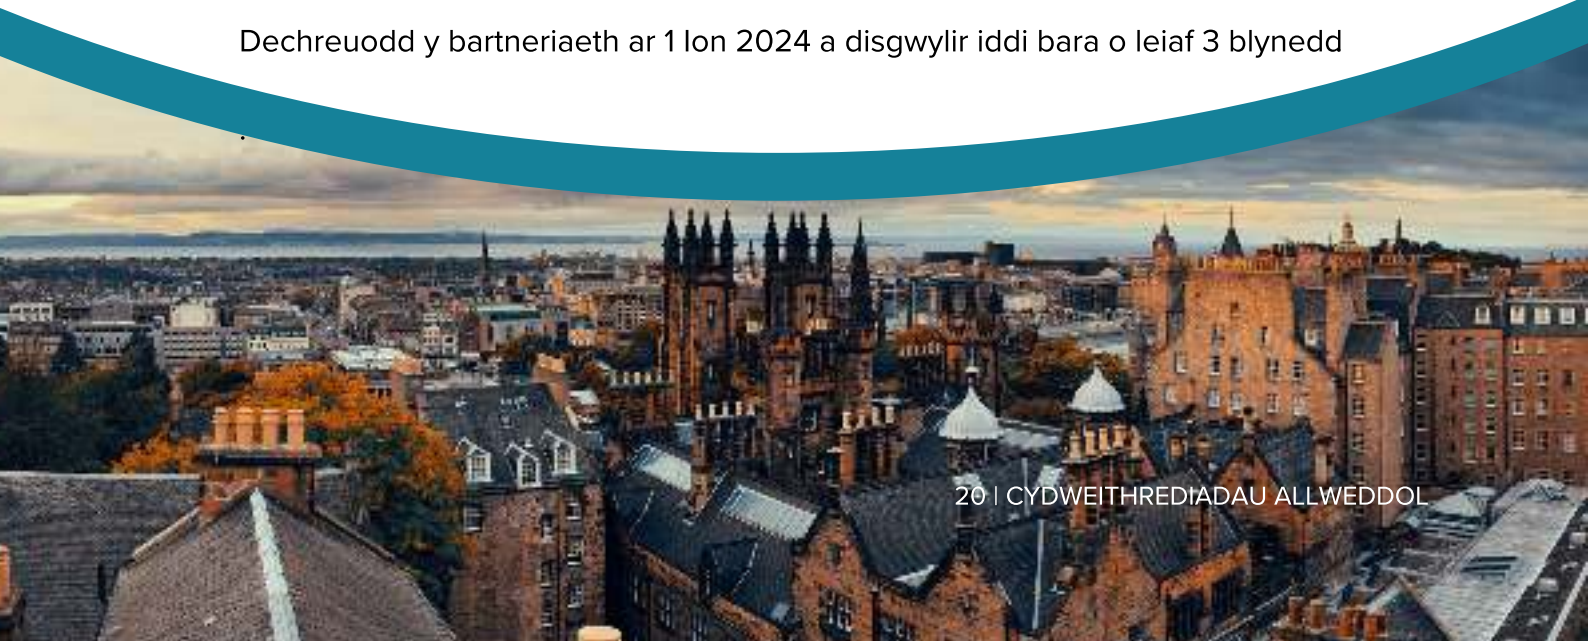 Dechreuodd y bartneriaeth ar 1 Ion 2024 a disgwylir iddi bara o leiaf 3 blynedd
.
20 | CYDWEITHREDIADAU ALLWEDDOL